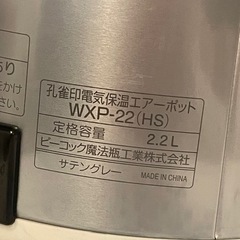 孔雀印電気保温エアーポット
WXP-22(HS)
定格容量 2.2L
ピーコック魔法瓶工業株式会社
サテングレー MADE IN CHINA